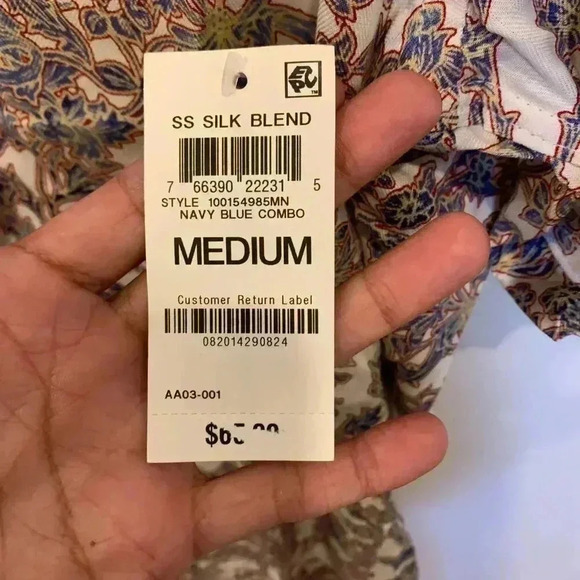 TM
SS SILK BLEND
7 66390 22231 5
STYLE 100154985MN
NAVY BLUE COMBO
MEDIUM
Customer Return Label
082014290824
AA03-001